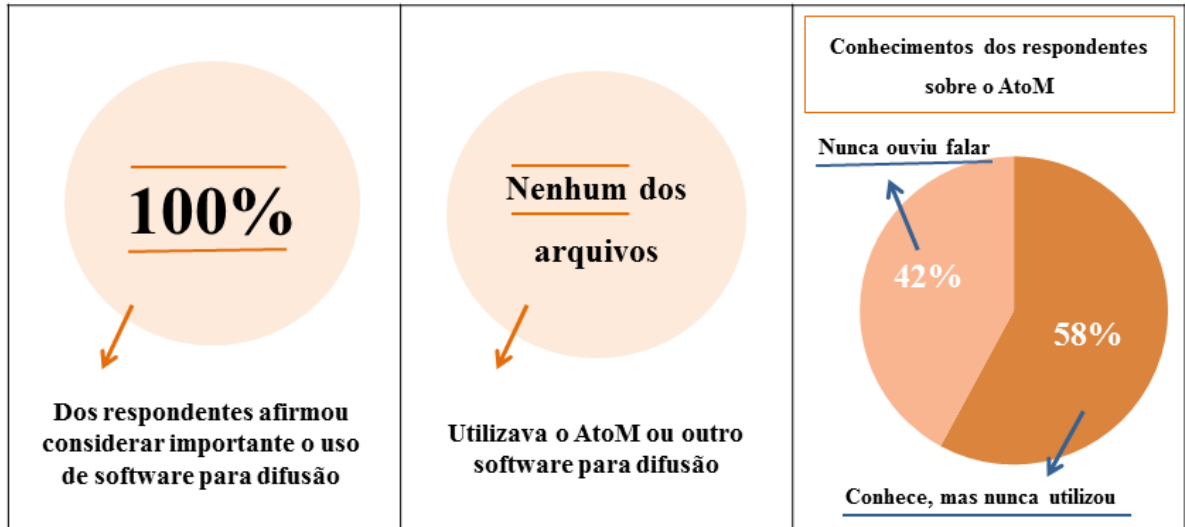 100%
Dos respondentes afirmou
considerar importante o uso
de software para difusão
Nenhum dos
arquivos
Utilizava o AtoM ou outro
software para difusão
Conhecimentos dos respondentes
sobre o AtoM
Nunca ouviu falar
42%
58%
Conhece, mas nunca utilizou